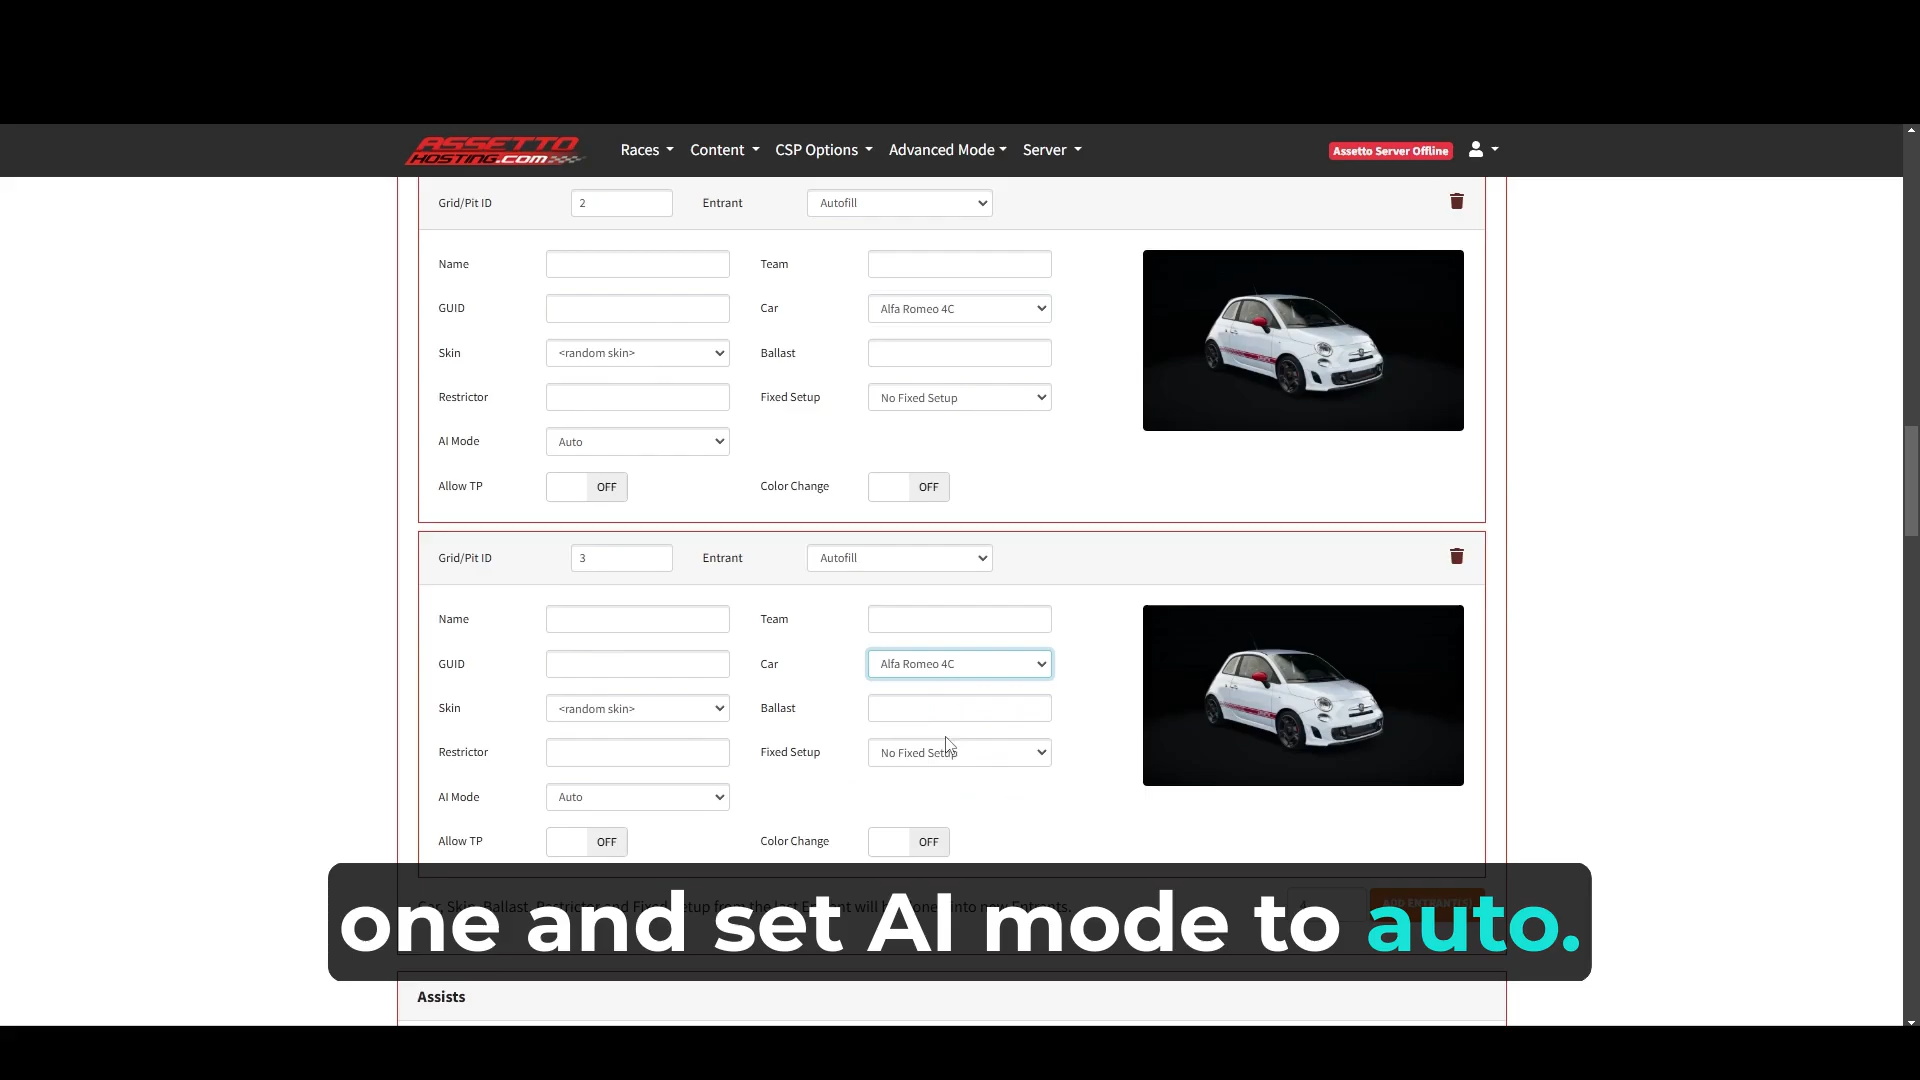 ASSETTO
HOSTING.COM
Races Content CSP Options Advanced Mode Server
Assetto Server Offline
Grid/Pit ID 2 Entrant Autofill
Name Team
GUID Car Alfa Romeo 4C
Skin <random skin> Ballast
Restrictor Fixed Setup No Fixed Setup
AI Mode Auto
Allow TP OFF Color Change OFF
Grid/Pit ID 3 Entrant Autofill
Name Team
GUID Car Alfa Romeo 4C
Skin <random skin> Ballast
Restrictor Fixed Setup No Fixed Setup
AI Mode Auto
Allow TP OFF Color Change OFF
one and set AI mode to auto.
Assists